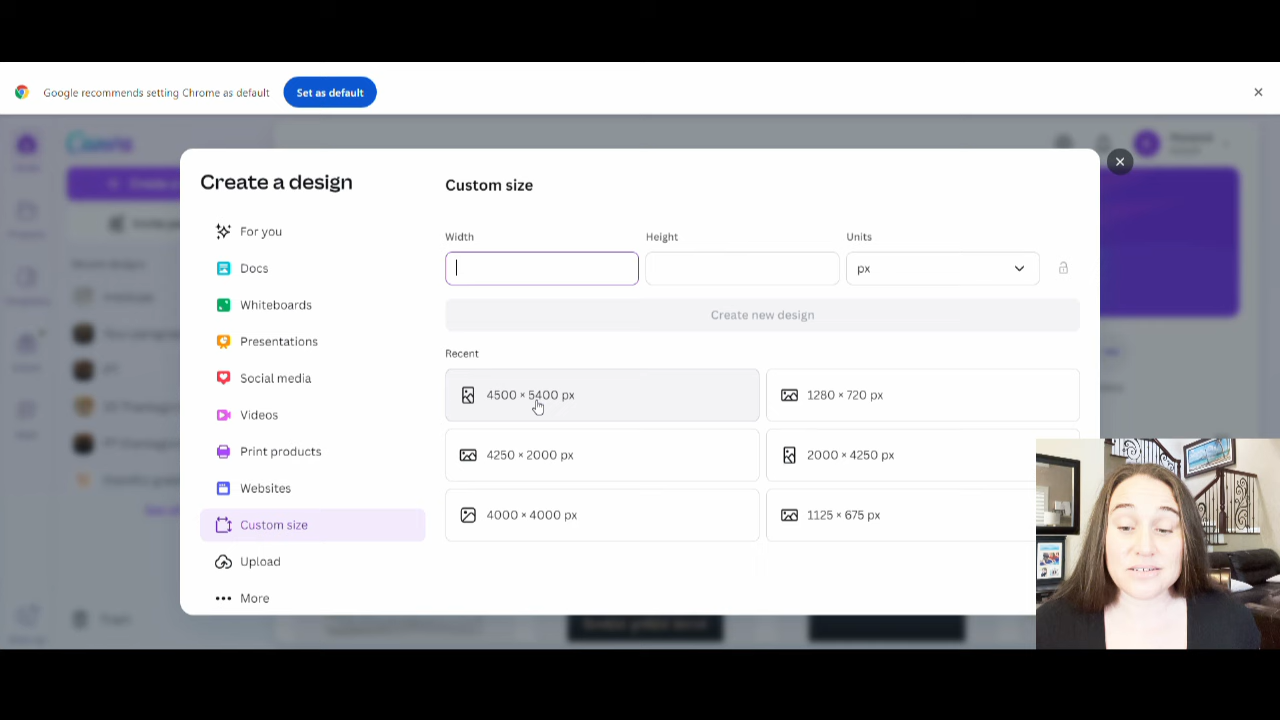 Google recommends setting Chrome as default
Set as default
Canva
Create a design
For you
Docs
Whiteboards
Presentations
Social media
Videos
Print products
Websites
Custom size
Upload
More
Custom size
Width
Height
Units
px
Create new design
Recent
4500 × 5400 px
1280 × 720 px
4250 × 2000 px
2000 × 4250 px
4000 × 4000 px
1125 × 675 px